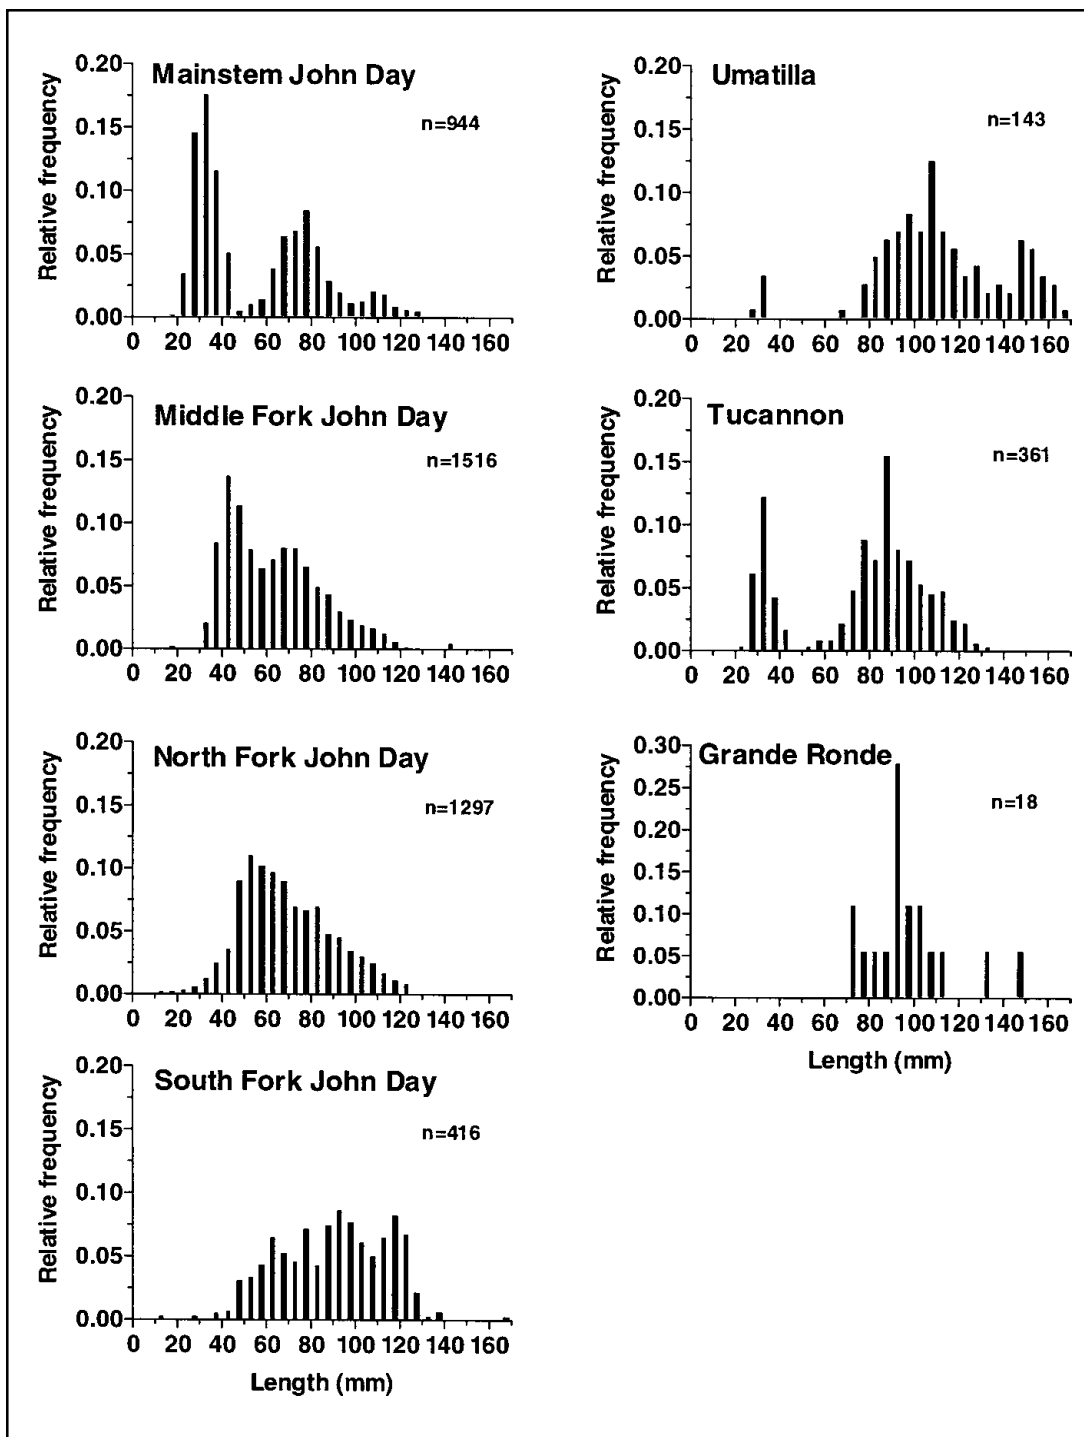 Mainstem John Day
n=944
Relative frequency
0.20
0.15
0.10
0.05
0.00
0 20 40 60 80 100 120 140 160
Umatilla
n=143
Relative frequency
0.20
0.15
0.10
0.05
0.00
0 20 40 60 80 100 120 140 160
Middle Fork John Day
n=1516
Relative frequency
0.20
0.15
0.10
0.05
0.00
0 20 40 60 80 100 120 140 160
Tucannon
n=361
Relative frequency
0.20
0.15
0.10
0.05
0.00
0 20 40 60 80 100 120 140 160
North Fork John Day
n=1297
Relative frequency
0.20
0.15
0.10
0.05
0.00
0 20 40 60 80 100 120 140 160
Grande Ronde
n=18
Relative frequency
0.30
0.25
0.20
0.15
0.10
0.05
0.00
0 20 40 60 80 100 120 140 160
Length (mm)
South Fork John Day
n=416
Relative frequency
0.20
0.15
0.10
0.05
0.00
0 20 40 60 80 100 120 140 160
Length (mm)